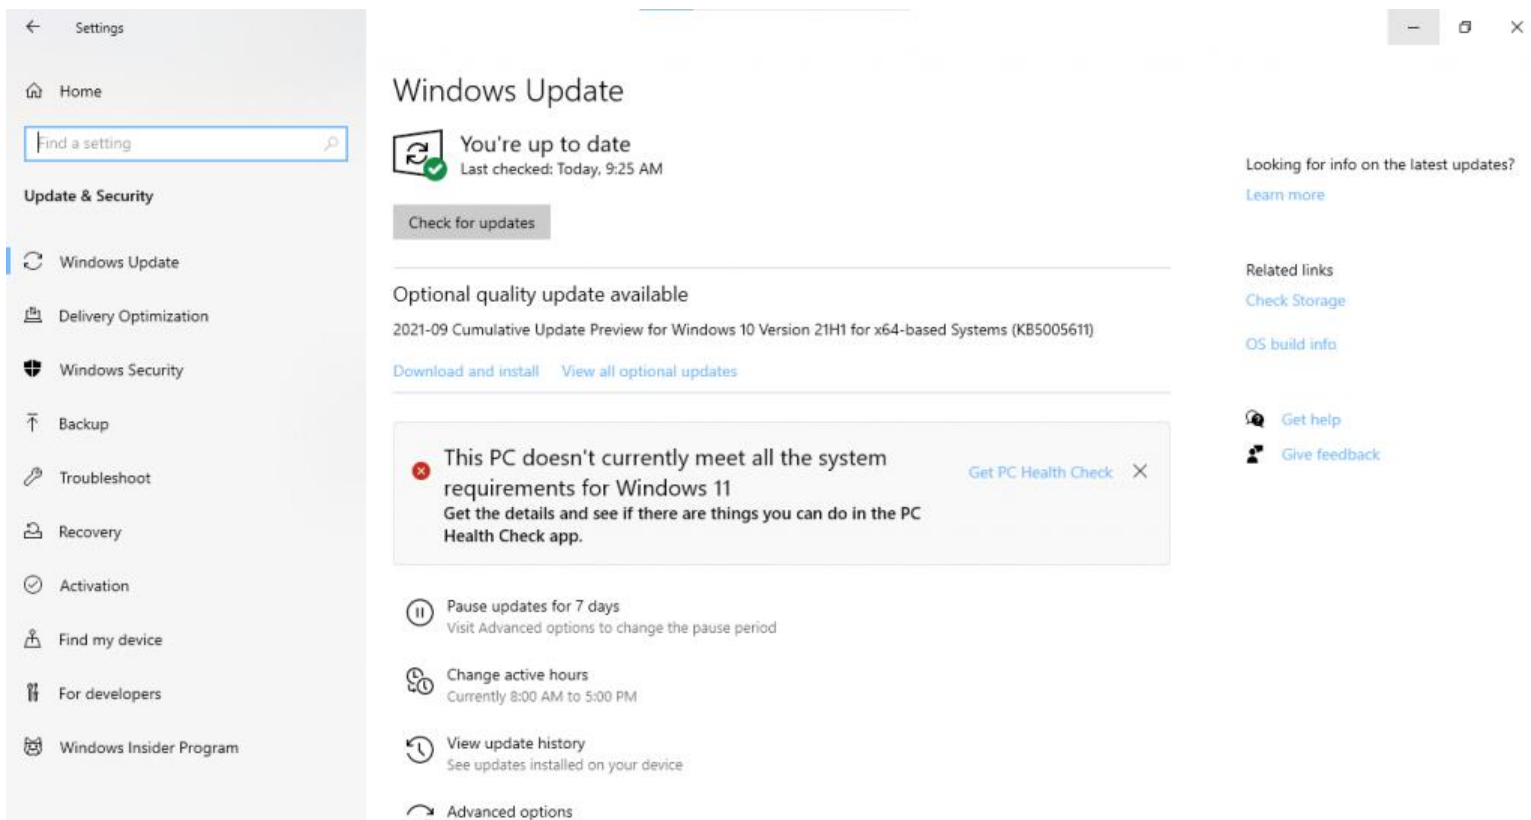 Settings
Home
Find a setting
Update & Security
Windows Update
Delivery Optimization
Windows Security
Backup
Troubleshoot
Recovery
Activation
Find my device
For developers
Windows Insider Program
Windows Update
You're up to date
Last checked: Today, 9:25 AM
Check for updates
Optional quality update available
2021-09 Cumulative Update Preview for Windows 10 Version 21H1 for x64-based Systems (KB5005611)
Download and install View all optional updates
This PC doesn't currently meet all the system
requirements for Windows 11
Get the details and see if there are things you can do in the PC
Health Check app.
Get PC Health Check
Pause updates for 7 days
Visit Advanced options to change the pause period
Change active hours
Currently 8:00 AM to 5:00 PM
View update history
See updates installed on your device
Advanced options
Looking for info on the latest updates?
Learn more
Related links
Check Storage
OS build info
Get help
Give feedback